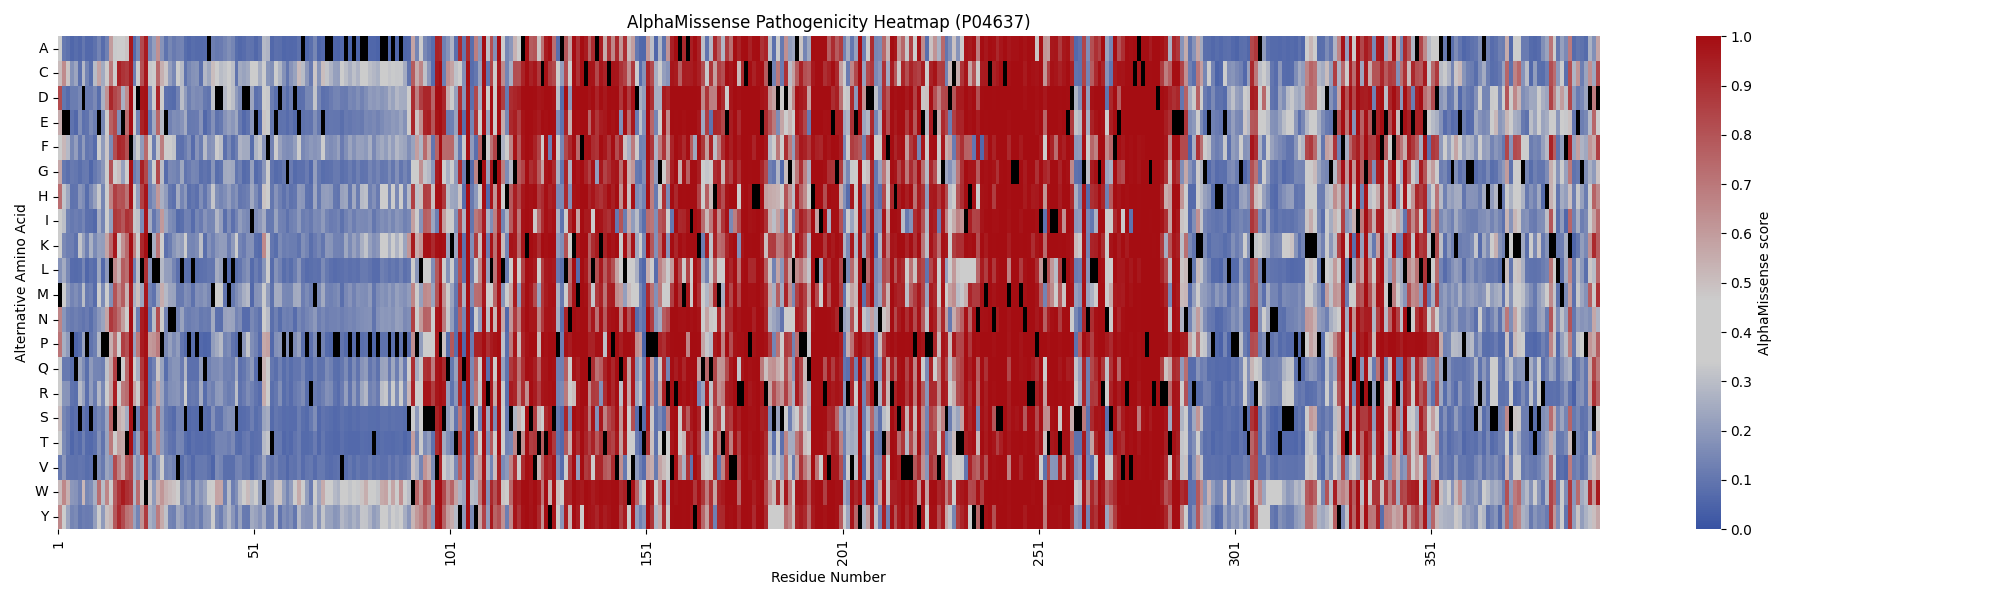 AlphaMissense Pathogenicity Heatmap (P04637)
Alternative Amino Acid
A
C
D
E
F
G
H
I
K
L
M
N
P
Q
R
S
T
V
W
Y
1
51
101
151
201
251
301
351
Residue Number
1.0
0.9
0.8
0.7
0.6
0.5
0.4
0.3
0.2
0.1
0.0
AlphaMissense score